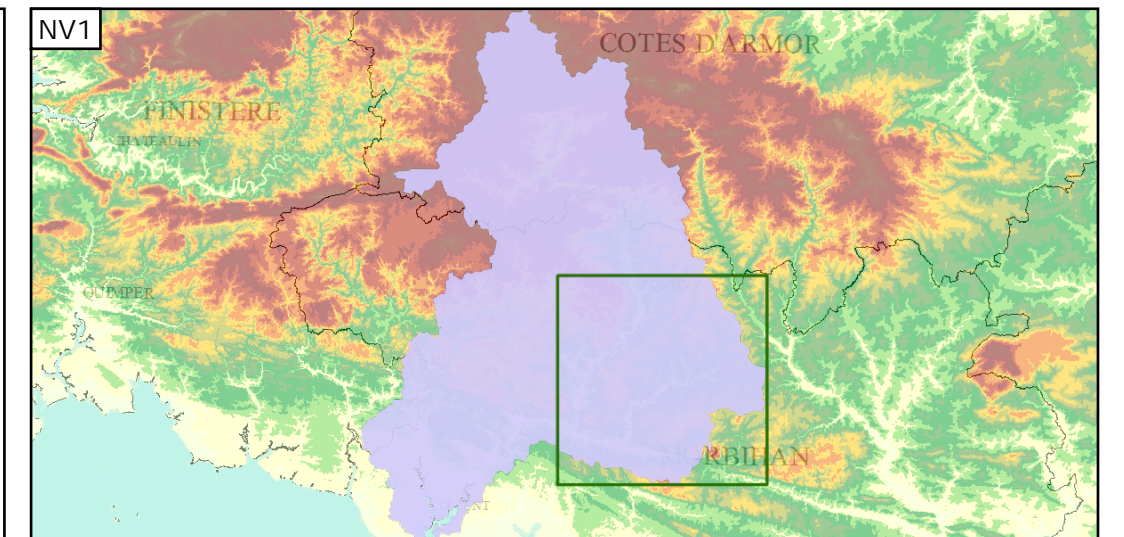 NV1
COTES D'ARMOR
FINISTERE
CHATEAULIN
QUIMPER
MORBIHAN